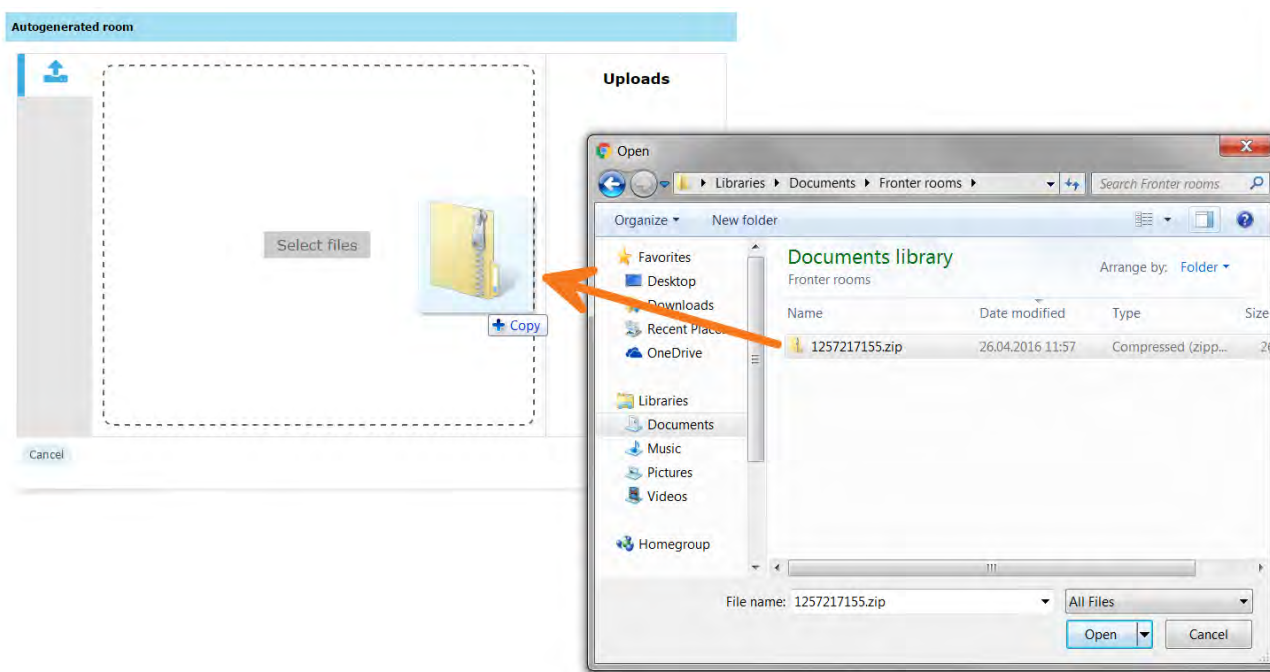 Autogenerated room
Uploads
Select files
Copy
Cancel
Open
Libraries Documents Fronter rooms
Search Fronter rooms
Organize New folder
Favorites
Desktop
Downloads
Recent
OneDrive
Libraries
Documents
Music
Pictures
Videos
Homegroup
Documents library
Fronter rooms
Arrange by: Folder
Name Date modified Type Size
1257217155.zip 26.04.2016 11:57 Compressed (zipp...
File name: 1257217155.zip All Files
Open Cancel